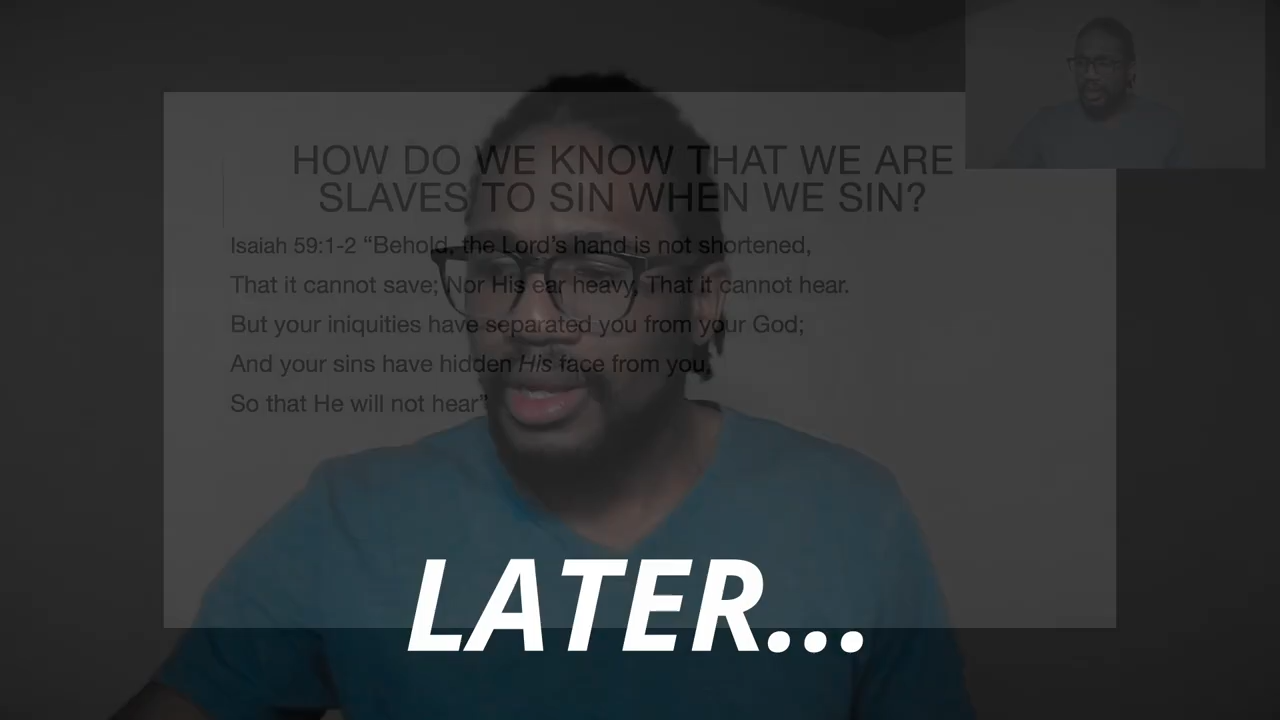 HOW DO WE KNOW THAT WE ARE
SLAVES TO SIN WHEN WE SIN?
Isaiah 59:1-2 “Behold, the Lord’s hand is not shortened,
That it cannot save; Nor His ear heavy, That it cannot hear.
But your iniquities have separated you from your God;
And your sins have hidden His face from you,
So that He will not hear”
LATER...